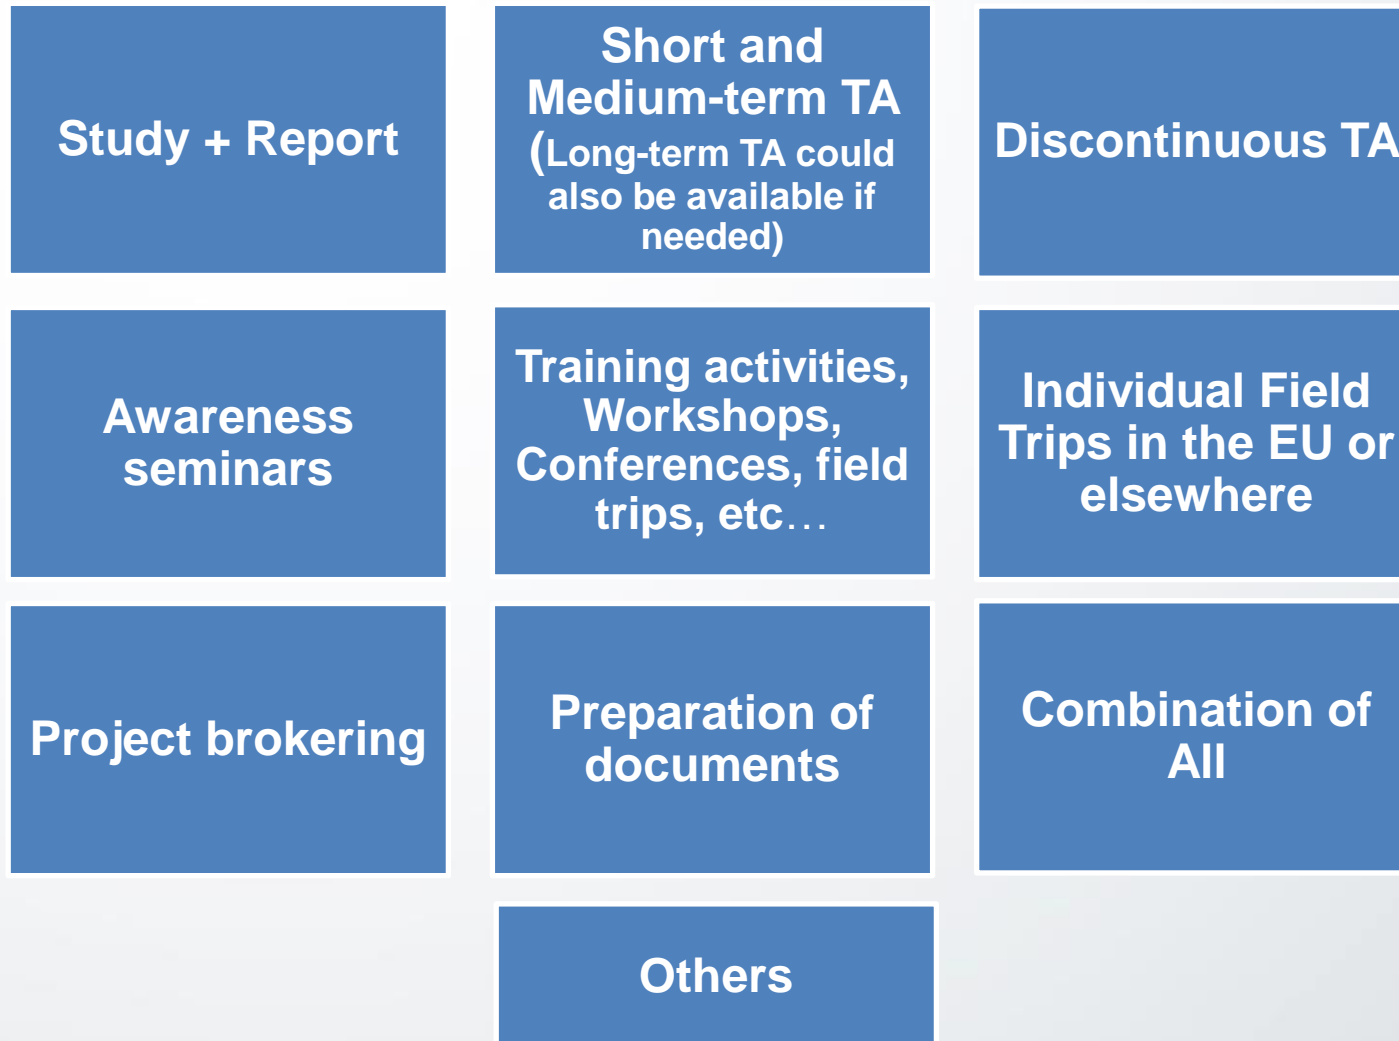 Study + Report
Short and
Medium-term TA
(Long-term TA could
also be available if
needed)
Discontinuous TA
Awareness
seminars
Training activities,
Workshops,
Conferences, field
trips, etc…
Individual Field
Trips in the EU or
elsewhere
Project brokering
Preparation of
documents
Combination of
All
Others